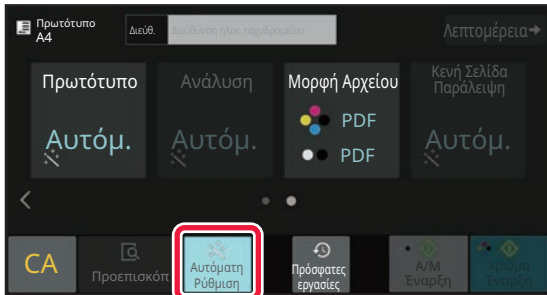 Πρωτότυπο
A4
Διεύθ.
Διεύθυνση ηλεκ. ταχυδρομείου
Λεπτομέρεια
Πρωτότυπο
Αυτόμ.
Ανάλυση
Αυτόμ.
Μορφή Αρχείου
PDF
PDF
Κενή Σελίδα
Παράλειψη
Αυτόμ.
CA
Προεπισκόπ
Αυτόματη
Ρύθμιση
Πρόσφατες
εργασίες
Α/Μ
Έναρξη
Χρώμα
Έναρξη